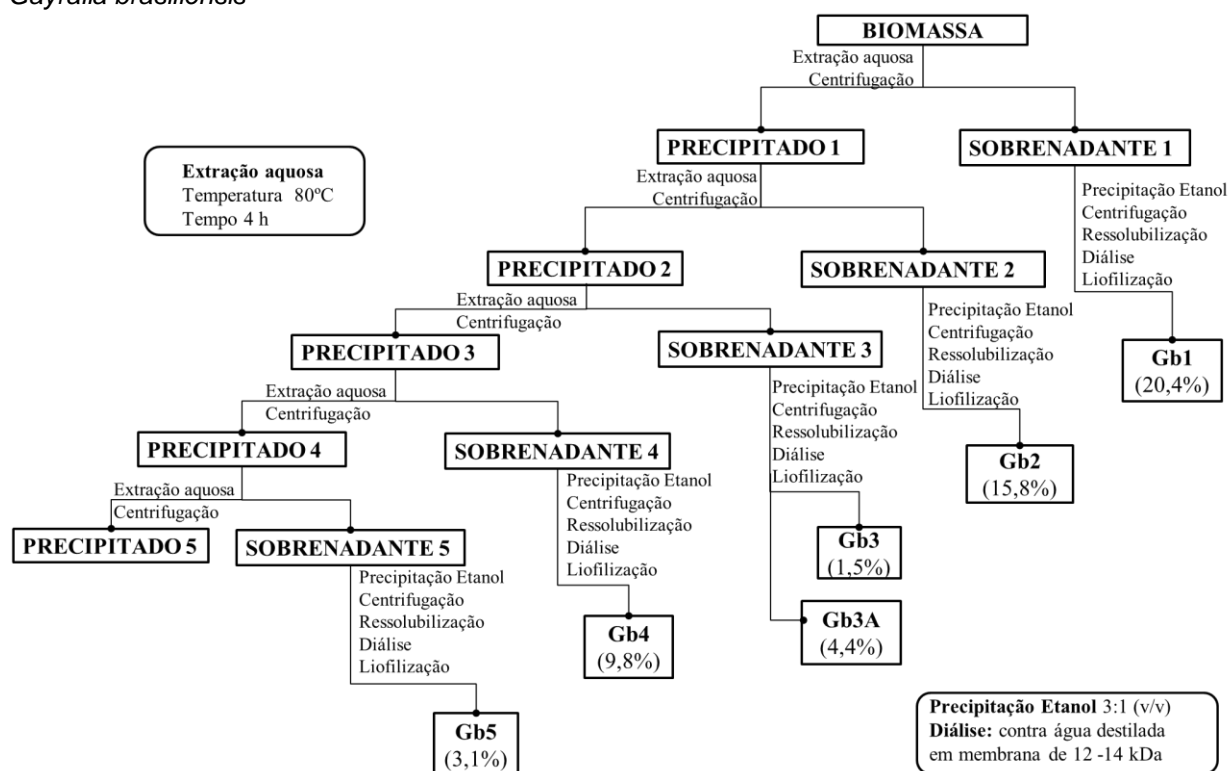 Gayralia brasiliensis
BIOMASSA
Extração aquosa
Centrifugação
PRECIPITADO 1
SOBRENADANTE 1
Extração aquosa
Temperatura 80ºC
Tempo 4 h
Extração aquosa
Centrifugação
Precipitação Etanol
Centrifugação
Ressolubilização
Diálise
Liofilização
PRECIPITADO 2
SOBRENADANTE 2
Extração aquosa
Centrifugação
Precipitação Etanol
Centrifugação
Ressolubilização
Diálise
Liofilização
Gb1
(20,4%)
PRECIPITADO 3
SOBRENADANTE 3
Extração aquosa
Centrifugação
Precipitação Etanol
Centrifugação
Ressolubilização
Diálise
Liofilização
Gb2
(15,8%)
PRECIPITADO 4
SOBRENADANTE 4
Extração aquosa
Centrifugação
Precipitação Etanol
Centrifugação
Ressolubilização
Diálise
Liofilização
Gb3
(1,5%)
PRECIPITADO 5
SOBRENADANTE 5
Precipitação Etanol
Centrifugação
Ressolubilização
Diálise
Liofilização
Gb4
(9,8%)
Gb3A
(4,4%)
Gb5
(3,1%)
Precipitação Etanol 3:1 (v/v)
Diálise: contra água destilada
em membrana de 12 -14 kDa